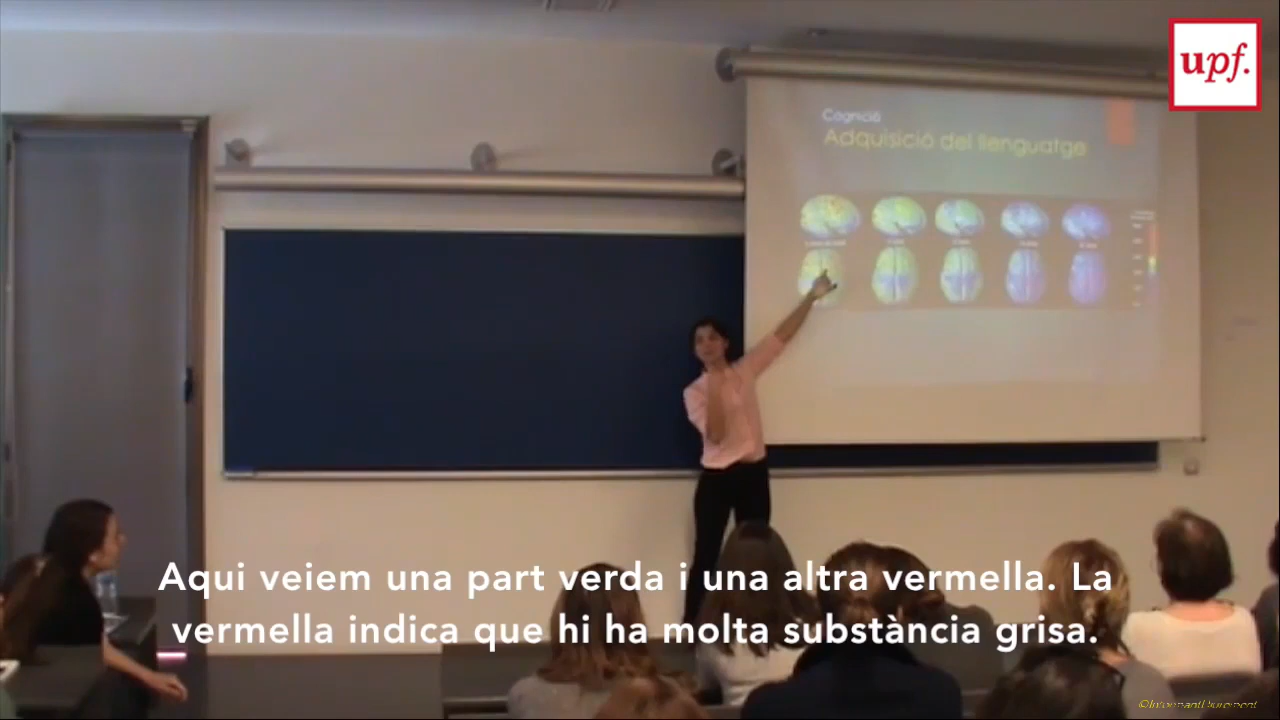 upf.
Cognició
Adquisició del llenguatge
Aqui veiem una part verda i una altra vermella. La
vermella indica que hi ha molta substància grisa.